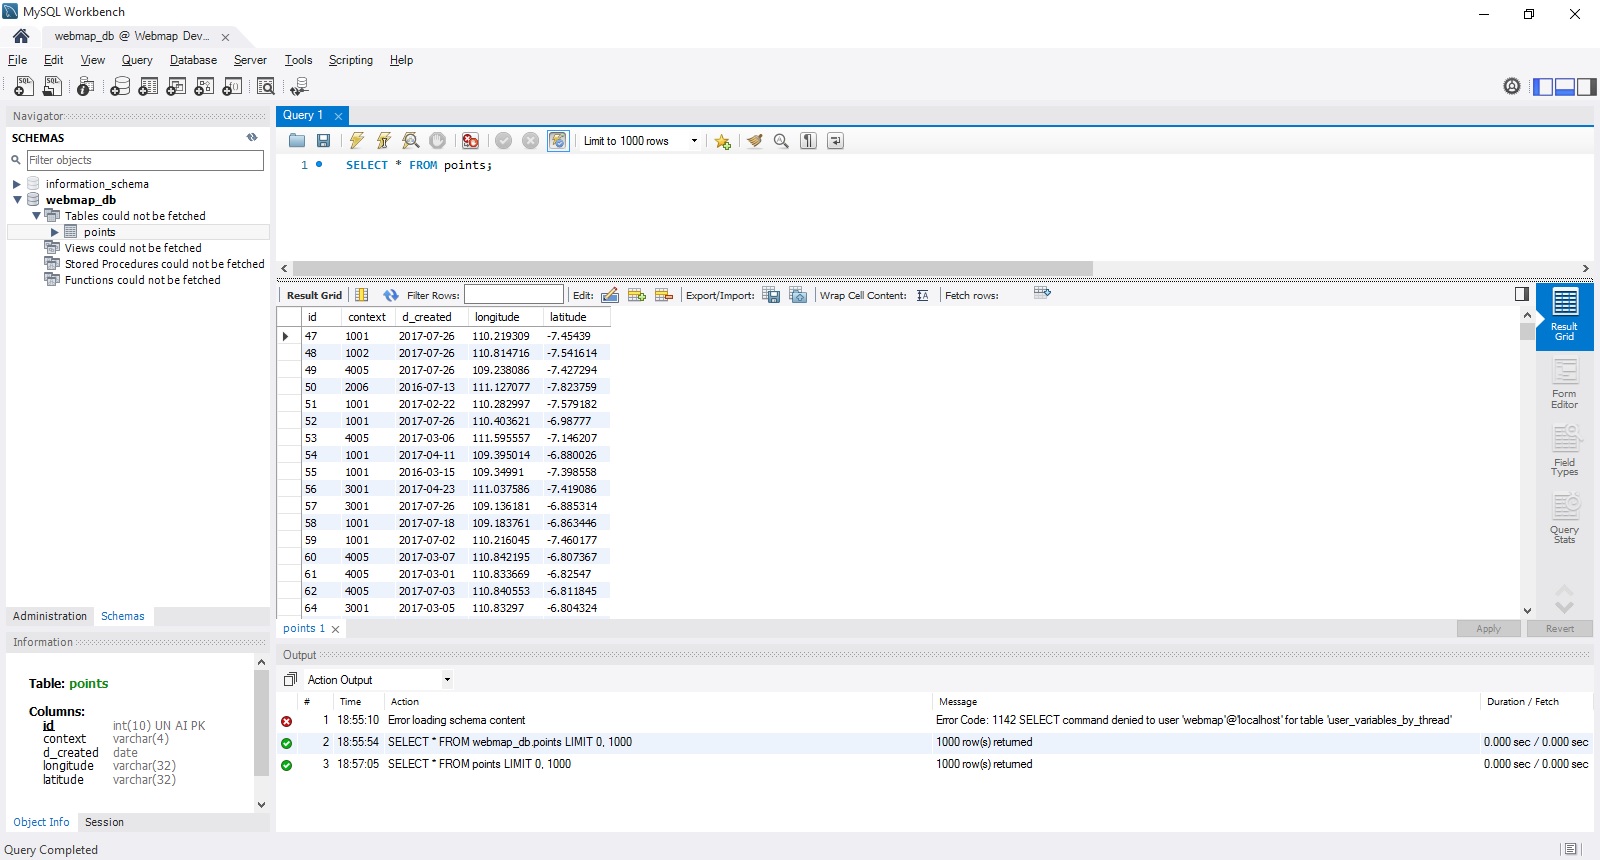 MySQL Workbench
webmap_db @ Webmap Dev...
File Edit View Query Database Server Tools Scripting Help
Navigator
SCHEMAS
Filter objects
information_schema
webmap_db
Tables could not be fetched
points
Views could not be fetched
Stored Procedures could not be fetched
Functions could not be fetched
Administration Schemas
Information
Table: points
Columns:
id int(10) UN AI PK
context varchar(4)
d_created date
longitude varchar(32)
latitude varchar(32)
Object Info Session
Query 1
Limit to 1000 rows
1 SELECT * FROM points;
Result Grid Filter Rows: Edit: Export/Import: Wrap Cell Content: Fetch rows:
id context d_created longitude latitude
47 1001 2017-07-26 110.219309 -7.45439
48 1002 2017-07-26 110.814716 -7.541614
49 4005 2017-07-26 109.238086 -7.427294
50 2006 2016-07-13 111.127077 -7.823759
51 1001 2017-02-22 110.282997 -7.579182
52 1001 2017-07-26 110.403621 -6.98777
53 4005 2017-03-06 111.595557 -7.146207
54 1001 2017-04-11 109.395014 -6.880026
55 1001 2016-03-15 109.34991 -7.398558
56 3001 2017-04-23 111.037586 -7.419086
57 3001 2017-07-26 109.136181 -6.885314
58 1001 2017-07-18 109.183761 -6.863446
59 1001 2017-07-02 110.216045 -7.460177
60 4005 2017-03-07 110.842195 -6.807367
61 4005 2017-03-01 110.833669 -6.82547
62 4005 2017-07-03 110.840553 -6.811845
64 3001 2017-03-05 110.83297 -6.804324
Result
Grid
Form
Editor
Field
Types
Query
Stats
points 1
Apply Revert
Output
Action Output
# Time Action Message Duration / Fetch
1 18:55:10 Error loading schema content Error Code: 1142 SELECT command denied to user 'webmap'@'localhost' for table 'user_variables_by_thread'
2 18:55:54 SELECT * FROM webmap_db.points LIMIT 0, 1000 1000 row(s) returned 0.000 sec / 0.000 sec
3 18:57:05 SELECT * FROM points LIMIT 0, 1000 1000 row(s) returned 0.000 sec / 0.000 sec
Query Completed